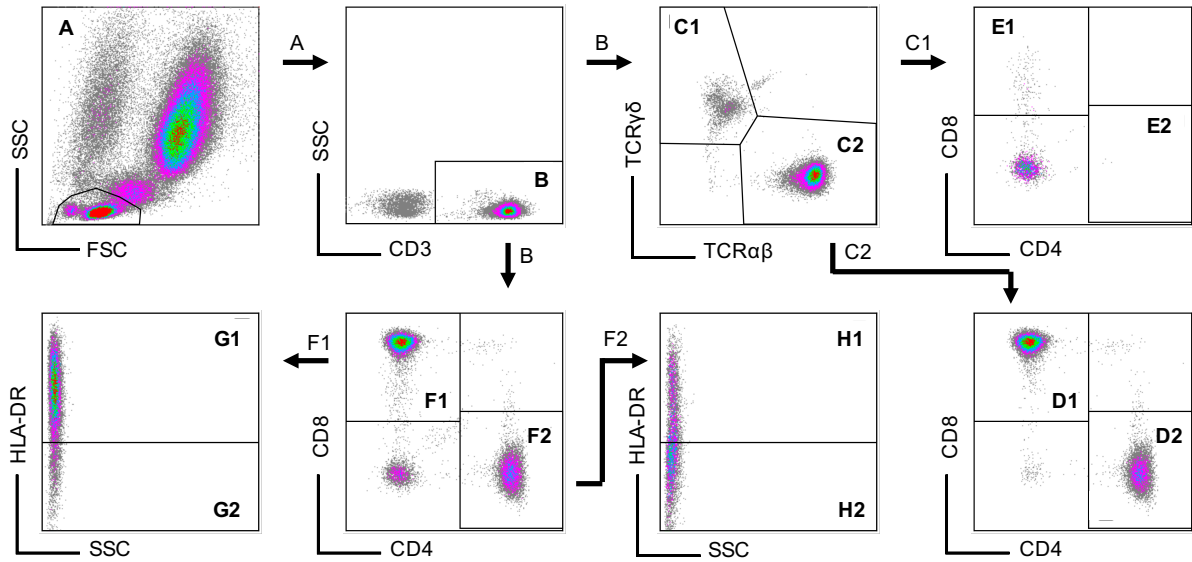 A
SSC
FSC
A
B
SSC
CD3
B
C1
C2
TCRγδ
TCRαβ
C1
E1
E2
CD8
CD4
B
C2
G1
G2
HLA-DR
SSC
F1
F1
F2
CD8
CD4
F2
H1
H2
HLA-DR
SSC
D1
D2
CD8
CD4